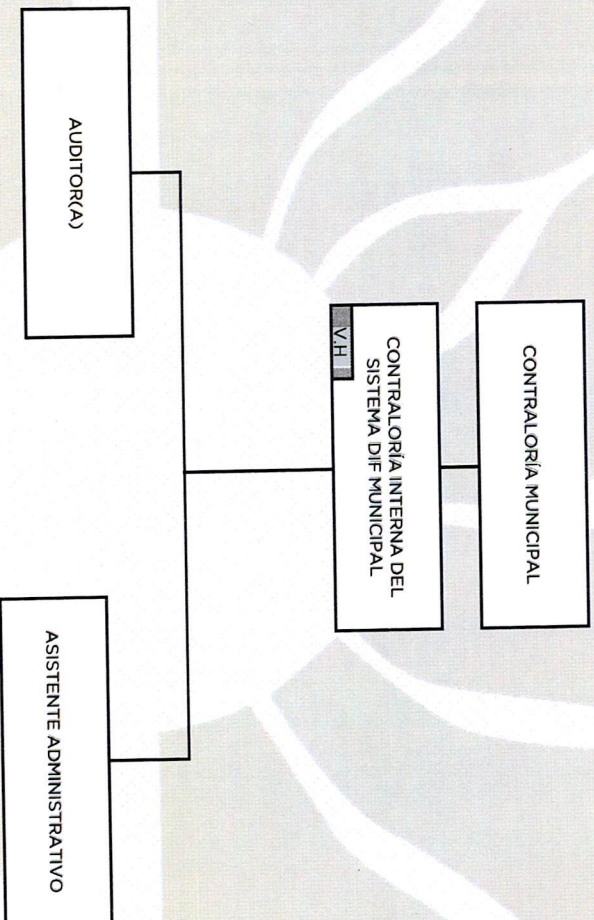 CONTRALORÍA MUNICIPAL
CONTRALORÍA INTERNA DEL
SISTEMA DIF MUNICIPAL
V.H
AUDITOR(A)
ASISTENTE ADMINISTRATIVO